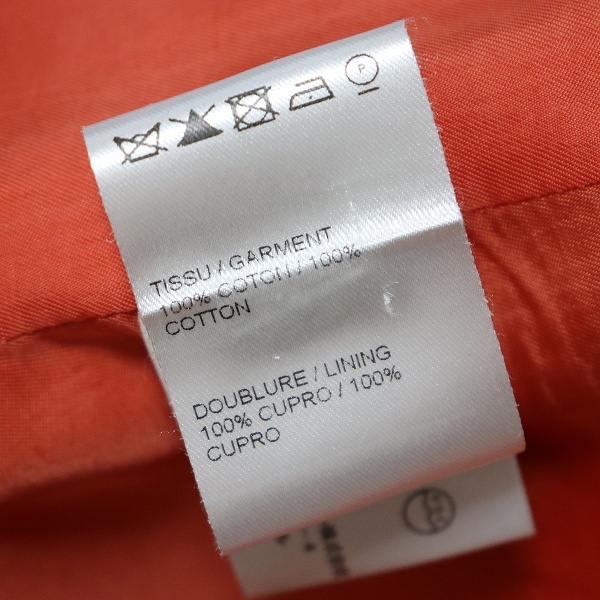 P
TISSU / GARMENT
100% COTON / 100%
COTTON
DOUBLURE / LINING
100% CUPRO / 100%
CUPRO